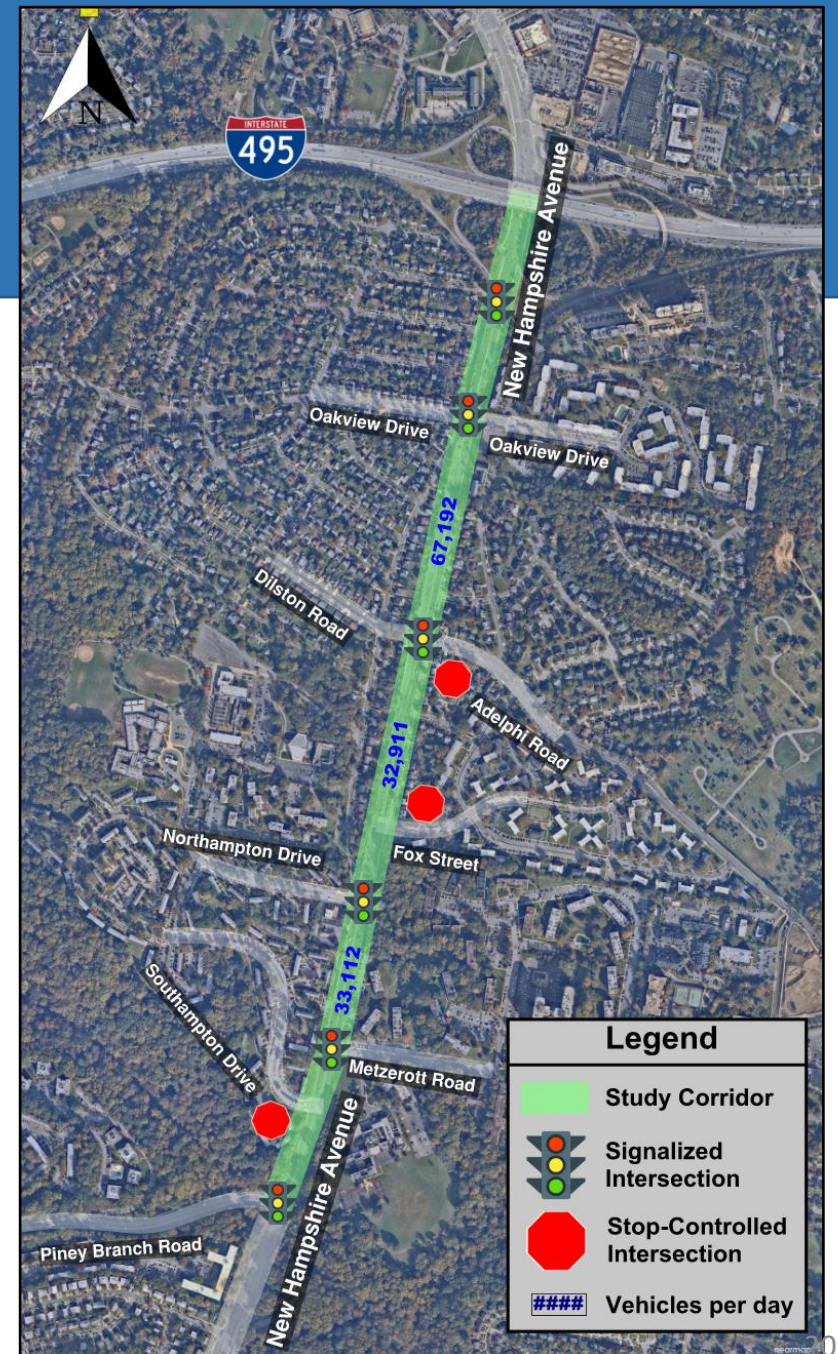 N
INTERSTATE
495
New Hampshire Avenue
Oakview Drive
Oakview Drive
67,192
Dilston Road
Adelphi Road
32,911
Northampton Drive
Fox Street
33,112
Southampton Drive
Metzerott Road
New Hampshire Avenue
Piney Branch Road
Legend
Study Corridor
Signalized
Intersection
Stop-Controlled
Intersection
#### Vehicles per day
nearmap